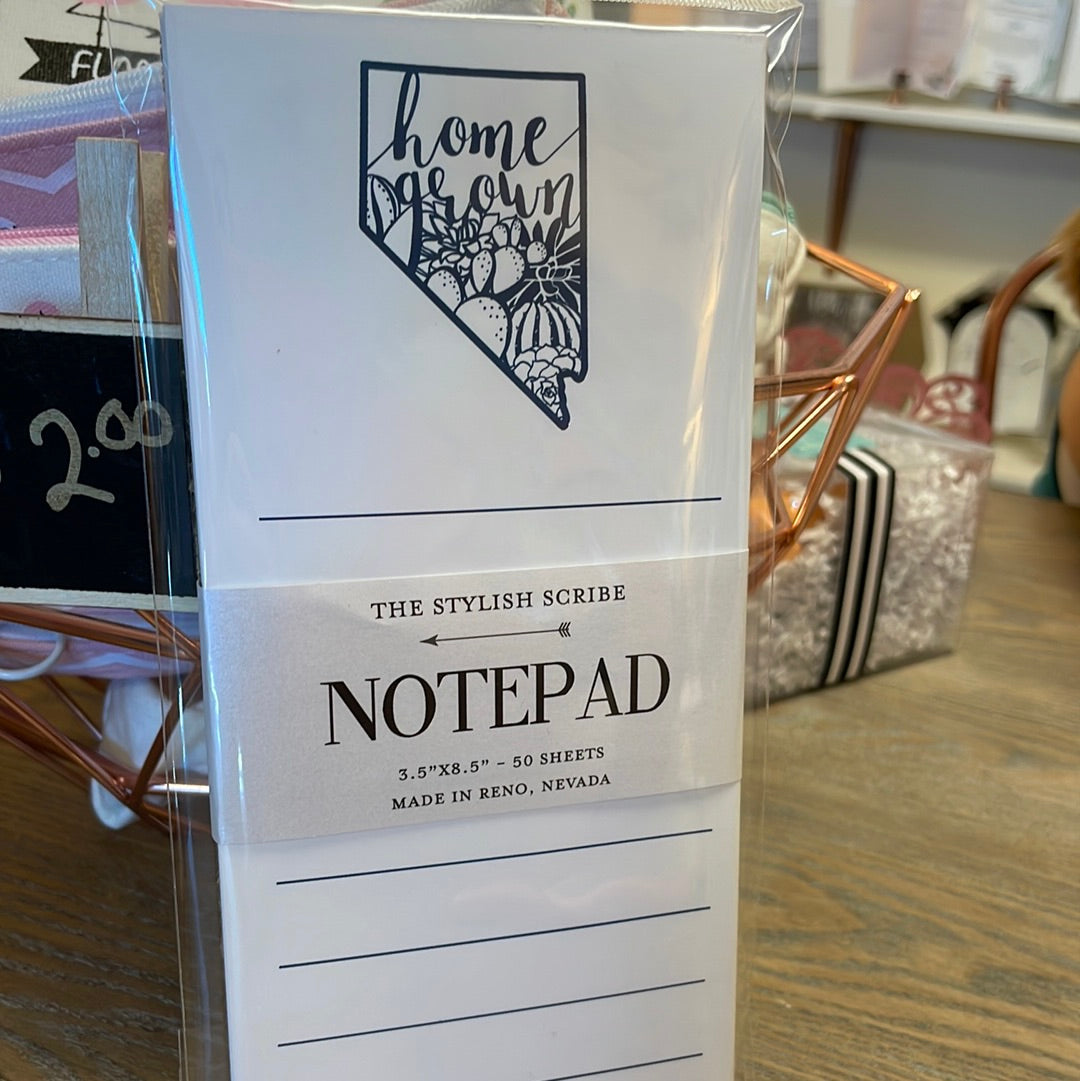 home
grown
2.00
THE STYLISH SCRIBE
NOTEPAD
3.5"X8.5" – 50 SHEETS
MADE IN RENO, NEVADA